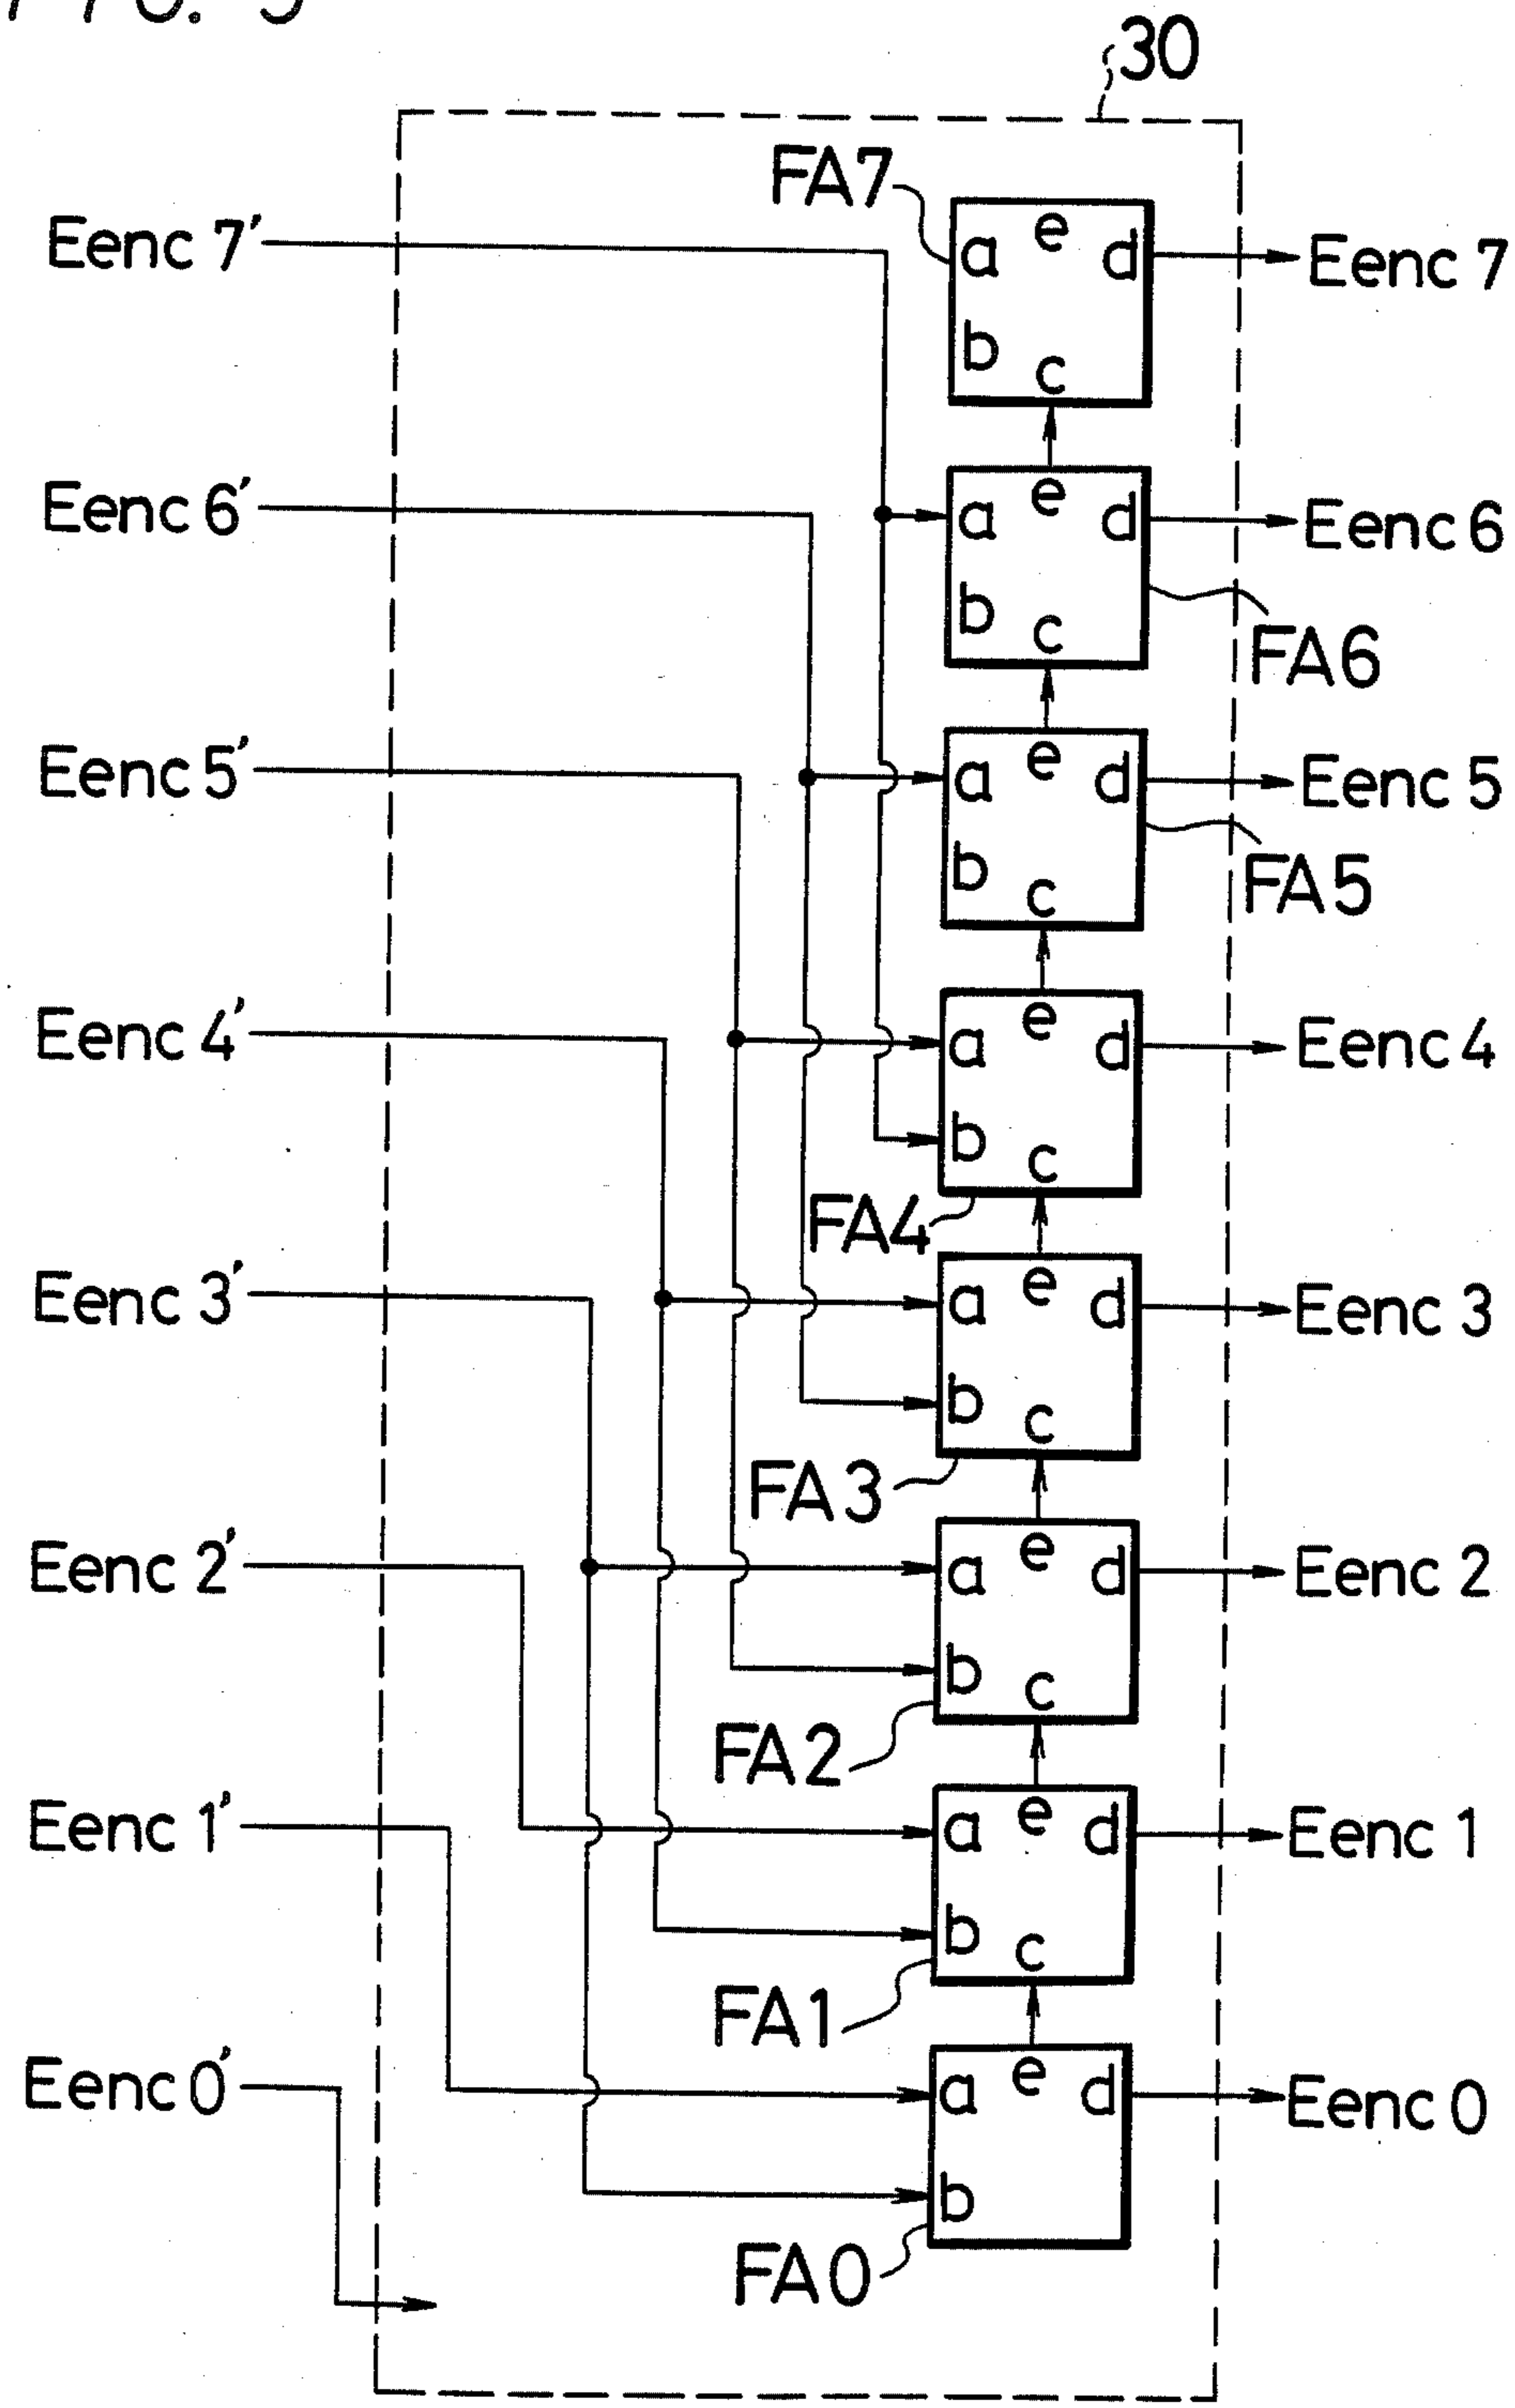 FIG. 9
30
FA7
Eenc 7' a e d Eenc 7
b c
Eenc 6' a e d Eenc 6
b c
FA6
Eenc 5' a e d Eenc 5
b c
FA5
Eenc 4' a e d Eenc 4
b c
FA4
Eenc 3' a e d Eenc 3
b c
FA3
Eenc 2' a e d Eenc 2
b c
FA2
Eenc 1' a e d Eenc 1
b c
FA1
Eenc 0' a e d Eenc 0
b
FA0